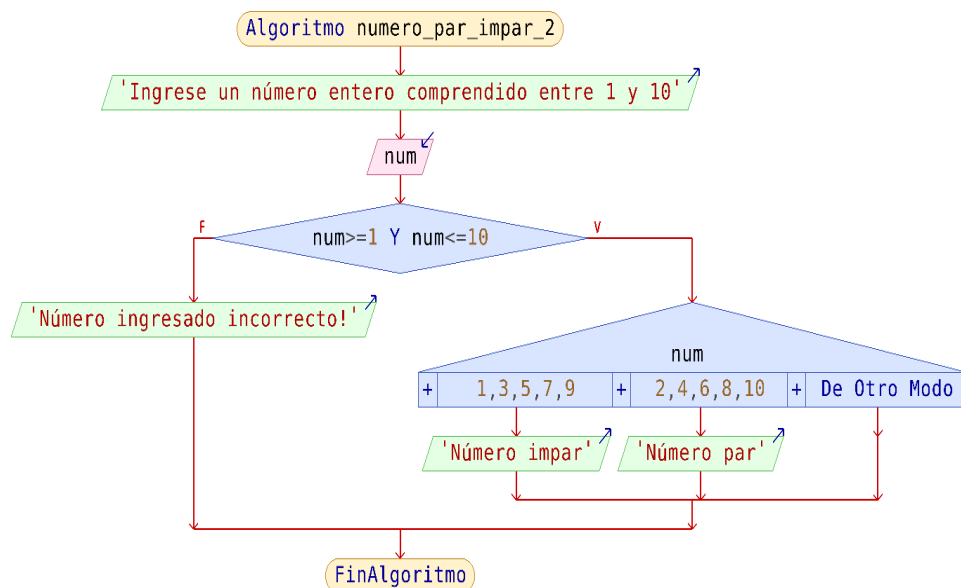 Algoritmo numero_par_impar_2
'Ingrese un número entero comprendido entre 1 y 10'
num
F
V
num>=1 Y num<=10
'Número ingresado incorrecto!'
num
+ 1,3,5,7,9 + 2,4,6,8,10 + De Otro Modo
'Número impar' 'Número par'
FinAlgoritmo